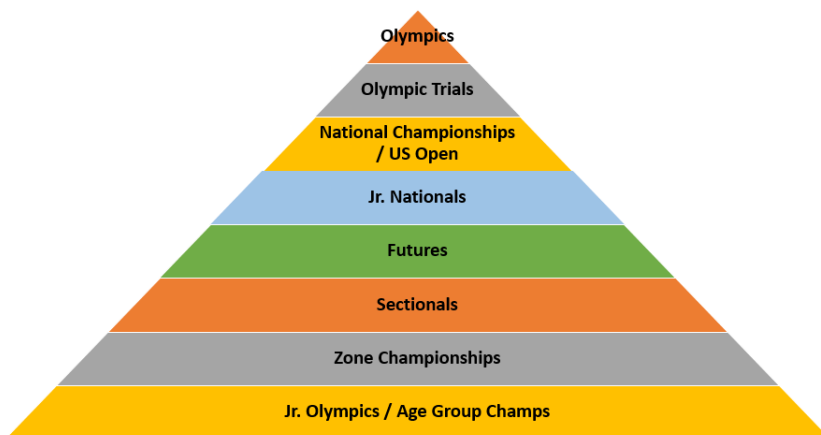 Olympics
Olympic Trials
National Championships
/ US Open
Jr. Nationals
Futures
Sectionals
Zone Championships
Jr. Olympics / Age Group Champs